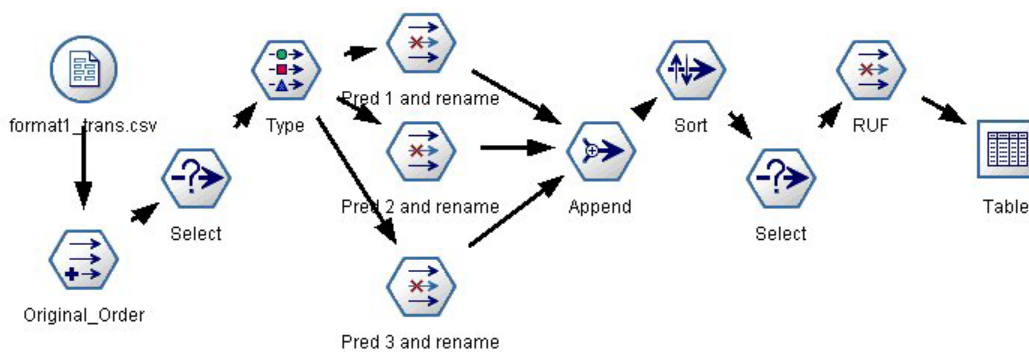 format1_trans.csv
Original_Order
Select
Type
Pred 1 and rename
Pred 2 and rename
Pred 3 and rename
Append
Sort
Select
RUF
Table